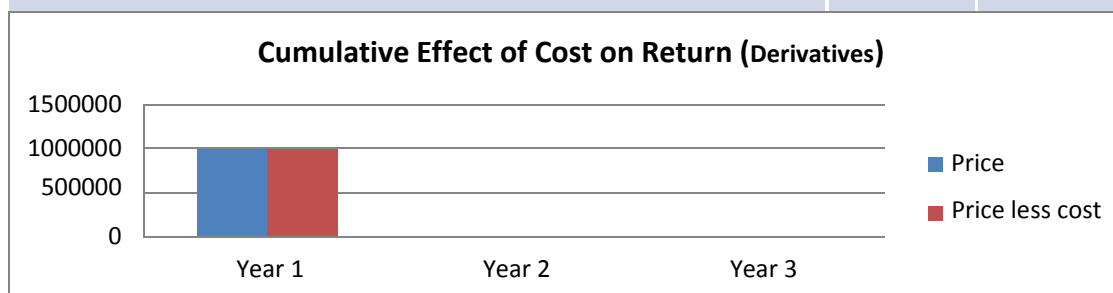 Cumulative Effect of Cost on Return (Derivatives)
1500000
1000000
500000
0
Year 1 Year 2 Year 3
Price
Price less cost